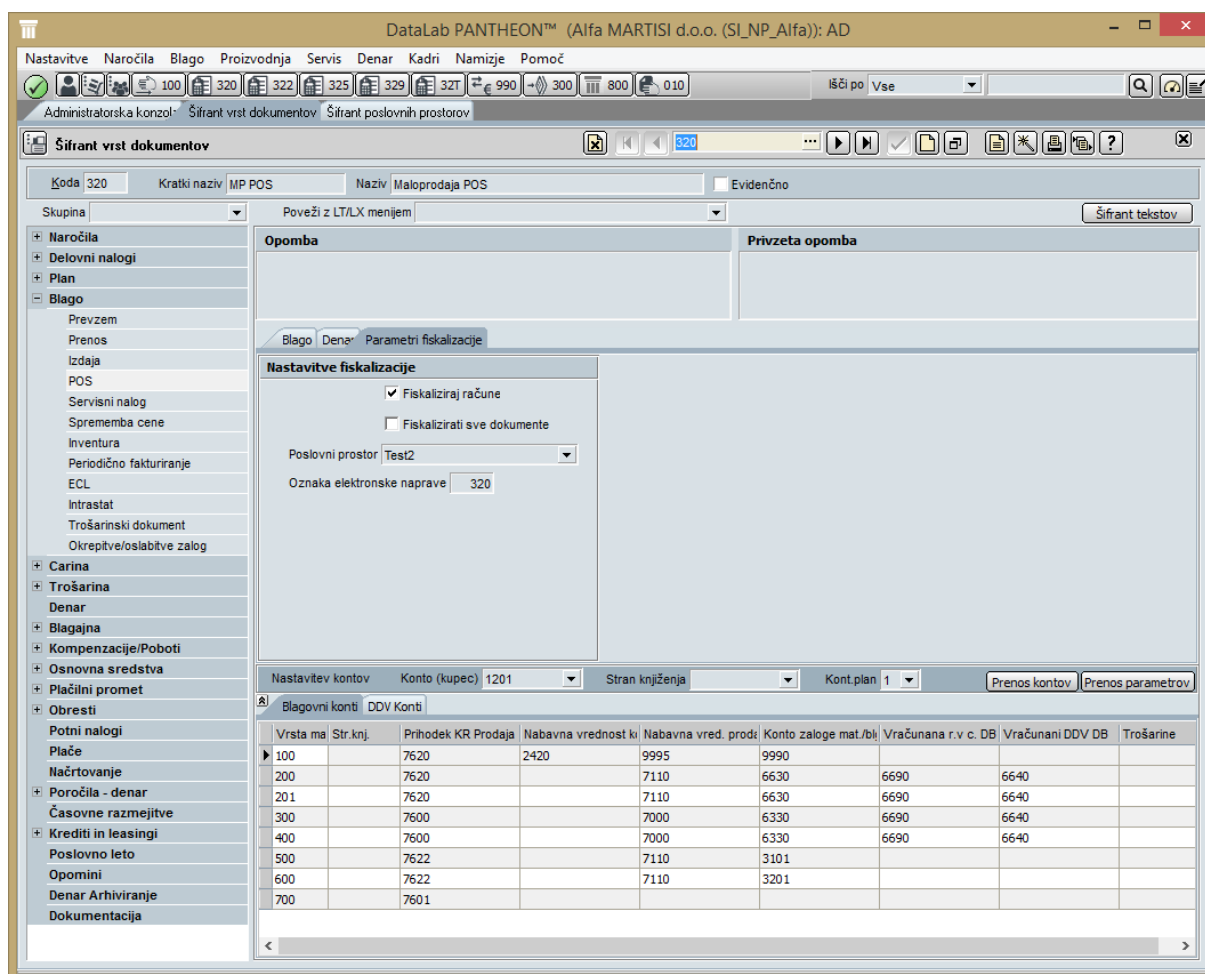 DataLab PANTHEON™ (Alfa MARTISI d.o.o. (SI_NP_Alfa)): AD
Nastavitve Naročila Blago Proizvodnja Servis Denar Kadri Namizje Pomoč
100 320 322 325 329 32T 990 300 800 010 Išči po Vse
Administratorska konzol Šifrant vrst dokumentov Šifrant poslovnih prostorov
Šifrant vrst dokumentov 320 ... ?
Koda 320 Kratki naziv MP POS Naziv Maloprodaja POS Evidenčno
Skupina Poveži z LT/LX menijem Šifrant tekstov
Naročila
Delovni nalogi
Plan
Blago
Prevzem
Prenos
Izdaja
POS
Servisni nalog
Sprememba cene
Inventura
Periodično fakturiranje
ECL
Intrastat
Trošarinski dokument
Okrepitve/oslabitve zalog
Carina
Trošarina
Denar
Blagajna
Kompenzacije/Poboti
Osnovna sredstva
Plačilni promet
Obresti
Potni nalogi
Plače
Načrtovanje
Poročila - denar
Časovne razmejitve
Krediti in leasingi
Poslovno leto
Opomini
Denar Arhiviranje
Dokumentacija
Opomba Privzeta opomba
Blago Denar Parametri fiskalizacije
Nastavitve fiskalizacije
Fiskaliziraj račune
Fiskalizirati sve dokumente
Poslovni prostor Test2
Oznaka elektronske naprave 320
Nastavitev kontov Konto (kupec) 1201 Stran knjiženja Kont.plan 1 Prenos kontov Prenos parametrov
Blagovni konti DDV Konti
Vrsta ma Str.knj. Prihodek KR Prodaja Nabavna vrednost k Nabavna vred. proda Konto zaloge mat./bl Vračunana r.v c. DB Vračunani DDV DB Trošarine
100 7620 2420 9995 9990
200 7620 7110 6630 6690 6640
201 7620 7110 6630 6690 6640
300 7600 7000 6330 6690 6640
400 7600 7000 6330 6690 6640
500 7622 7110 3101
600 7622 7110 3201
700 7601